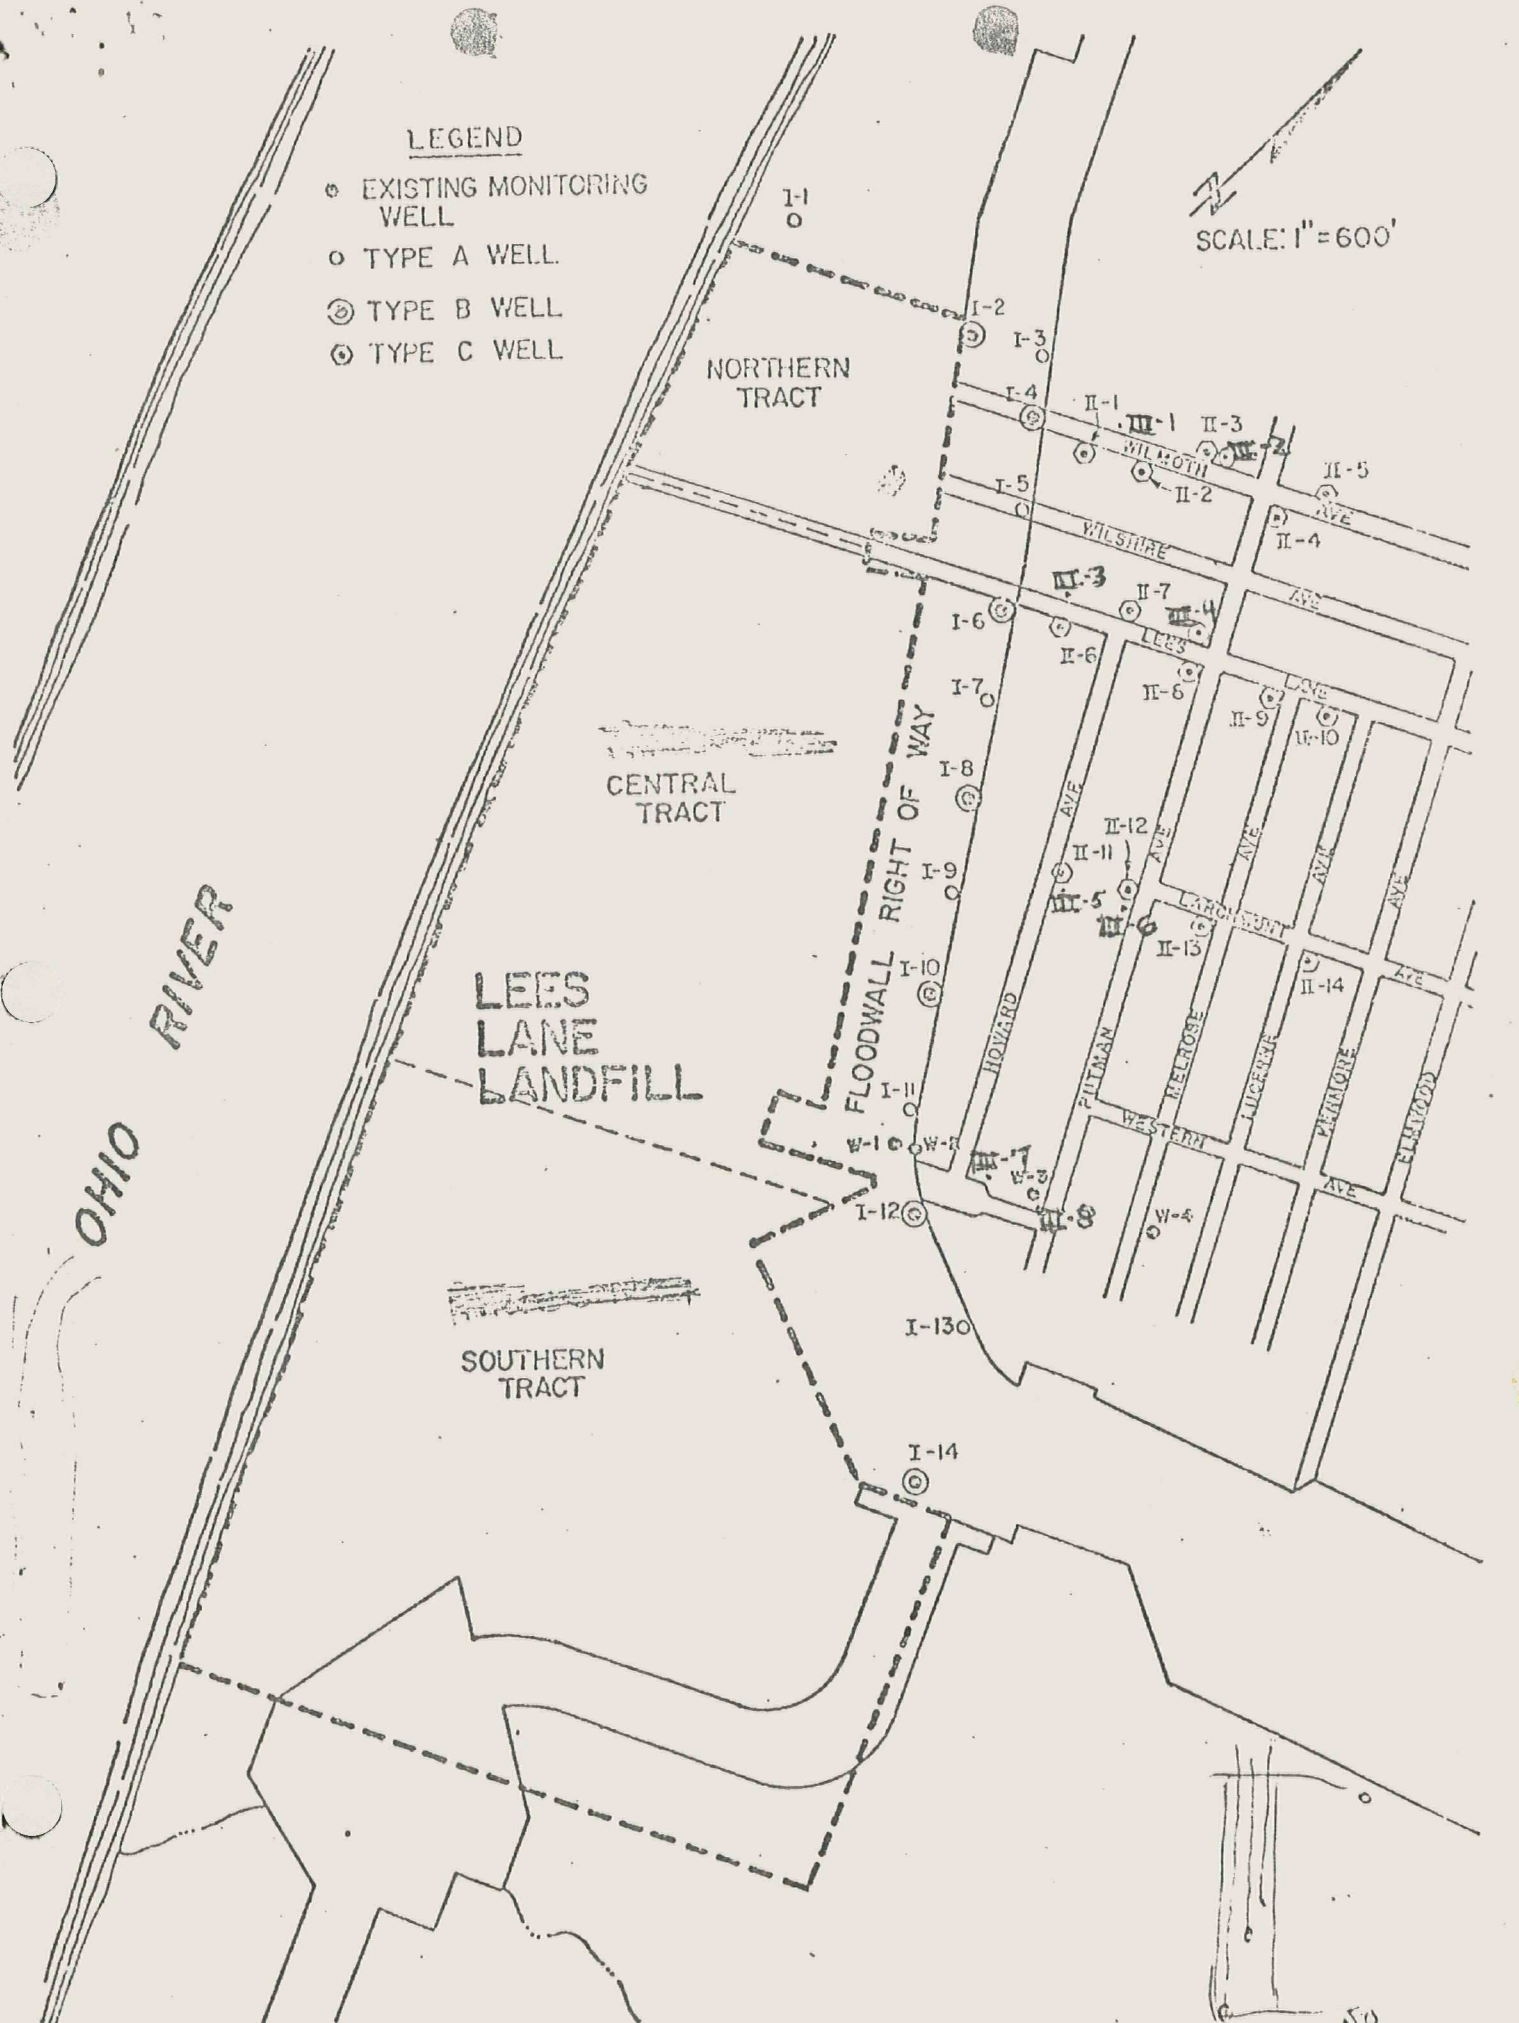 LEGEND
EXISTING MONITORING
WELL
TYPE A WELL.
TYPE B WELL
TYPE C WELL
SCALE: 1"=600'
I-1
I-2
I-3
NORTHERN
TRACT
I-4
II-1
III-1
II-3
III-2
WILMOTH
AVE
II-5
II-2
II-4
I-5
WILSHIRE
AVE
III-3
II-7
III-4
I-6
II-6
LEES
LANE
II-8
II-9
II-10
I-7
CENTRAL
TRACT
FLOODWALL RIGHT OF WAY
I-8
AVE
AVE
AVE
AVE
AVE
II-12
II-11
I-9
III-5
III-6
LARCHMONT
AVE
II-13
II-14
I-10
LEES
LANE
LANDFILL
OHIO RIVER
HOWARD
PUTMAN
MELROSE
LUCERNE
ELMWOOD
I-11
WESTERN
AVE
W-1
W-2
III-7
W-3
III-8
W-4
I-12
I-13
SOUTHERN
TRACT
I-14
50